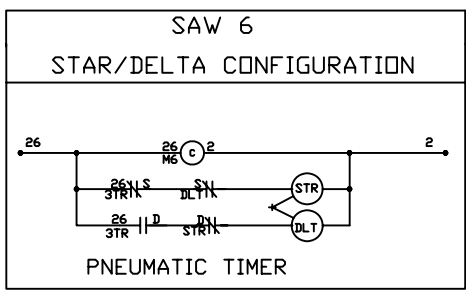 SAW 6
STAR/DELTA CONFIGURATION
26 26 C 2 2
M6
26 S S STR
3TR DLT
26 D D DLT
3TR STR
PNEUMATIC TIMER